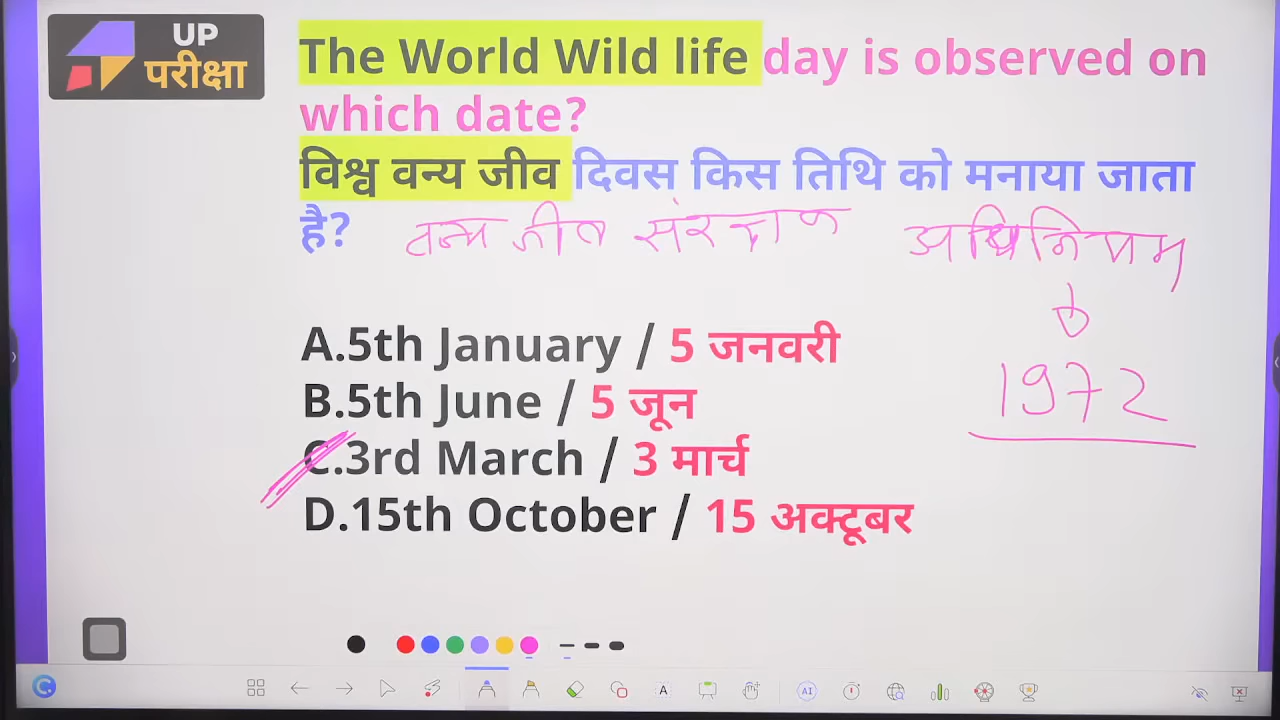 UP
परीक्षा
The World Wild life day is observed on
which date?
विश्व वन्य जीव दिवस किस तिथि को मनाया जाता
है?
वन्य जीव संरक्षण अधिनियम
1972
A.5th January / 5 जनवरी
B.5th June / 5 जून
C.3rd March / 3 मार्च
D.15th October / 15 अक्टूबर
A
AI